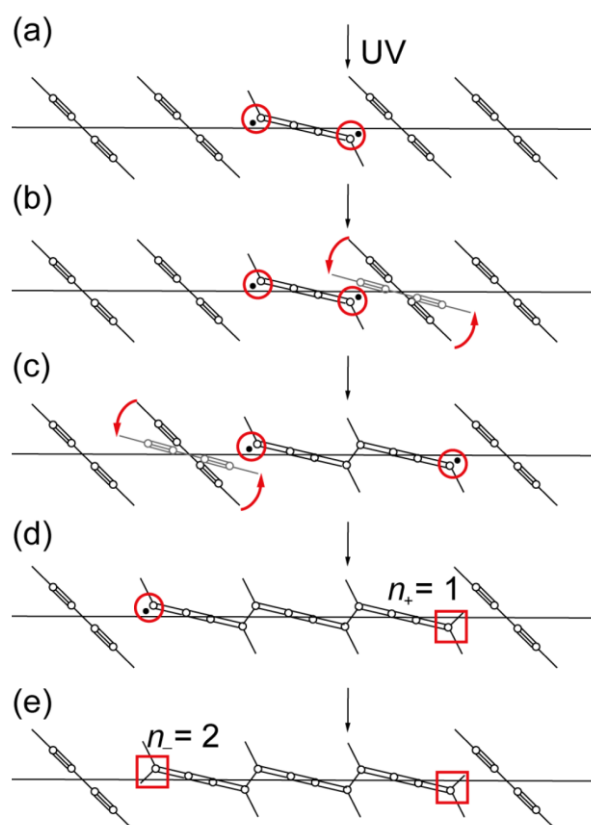 (a)
UV
(b)
(c)
(d)
n₊ = 1
(e)
n₋ = 2